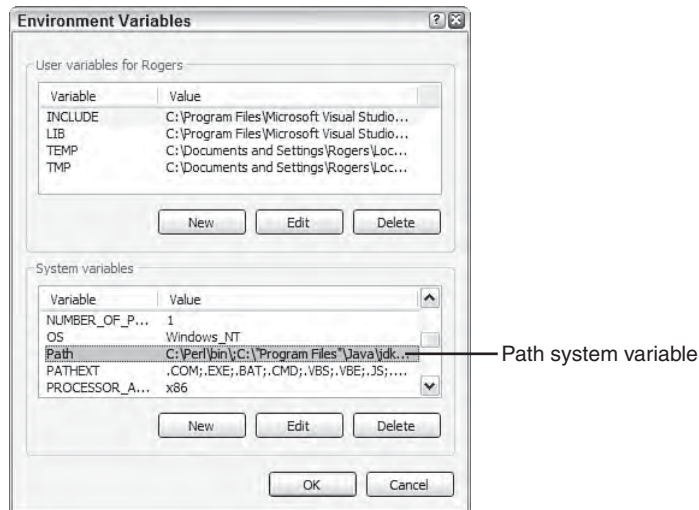 Environment Variables
User variables for Rogers
Variable Value
INCLUDE C:\Program Files\Microsoft Visual Studio...
LIB C:\Program Files\Microsoft Visual Studio...
TEMP C:\Documents and Settings\Rogers\Loc...
TMP C:\Documents and Settings\Rogers\Loc...
New Edit Delete
System variables
Variable Value
NUMBER_OF_P... 1
OS Windows_NT
Path C:\Perl\bin\;C:\"Program Files"\Java\jdk...
Path system variable
PATHEXT .COM;.EXE;.BAT;.CMD;.VBS;.VBE;.JS;....
PROCESSOR_A... x86
New Edit Delete
OK Cancel